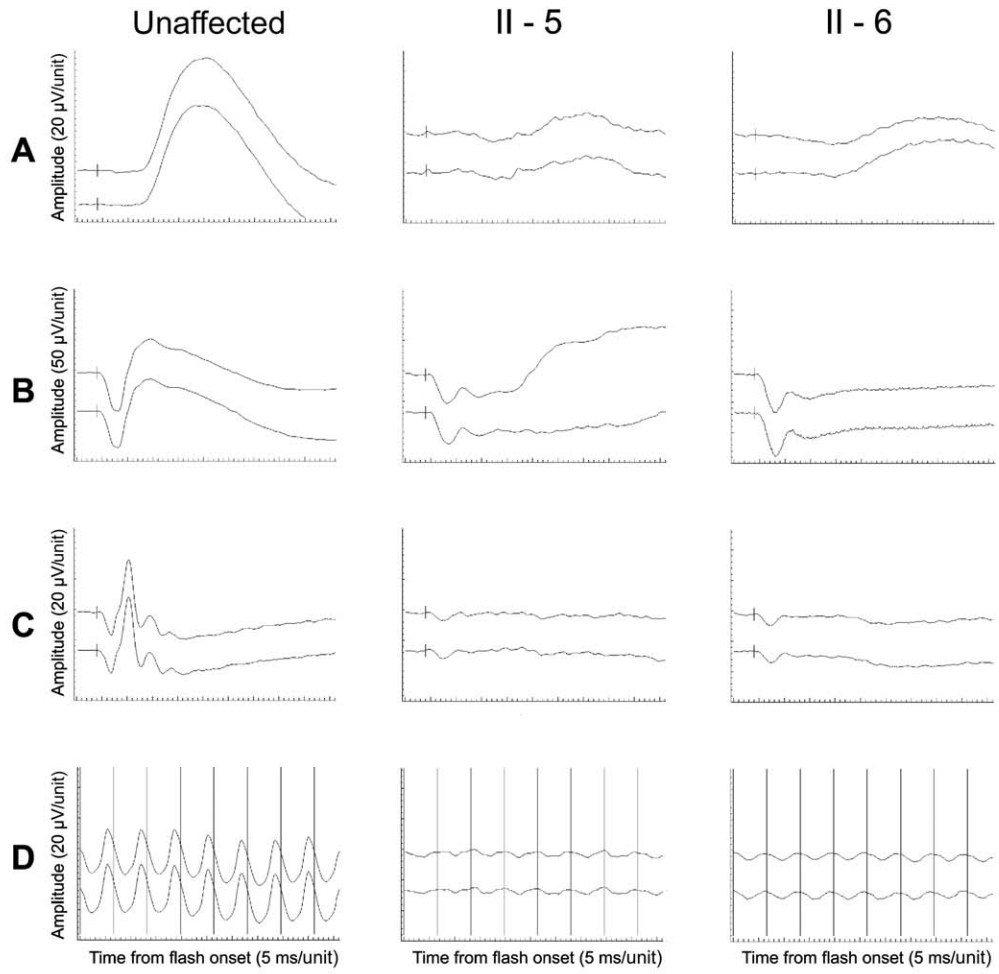 Unaffected II - 5 II - 6
A
Amplitude (20 µV/unit)
B
Amplitude (50 µV/unit)
C
Amplitude (20 µV/unit)
D
Amplitude (20 µV/unit)
Time from flash onset (5 ms/unit) Time from flash onset (5 ms/unit) Time from flash onset (5 ms/unit)